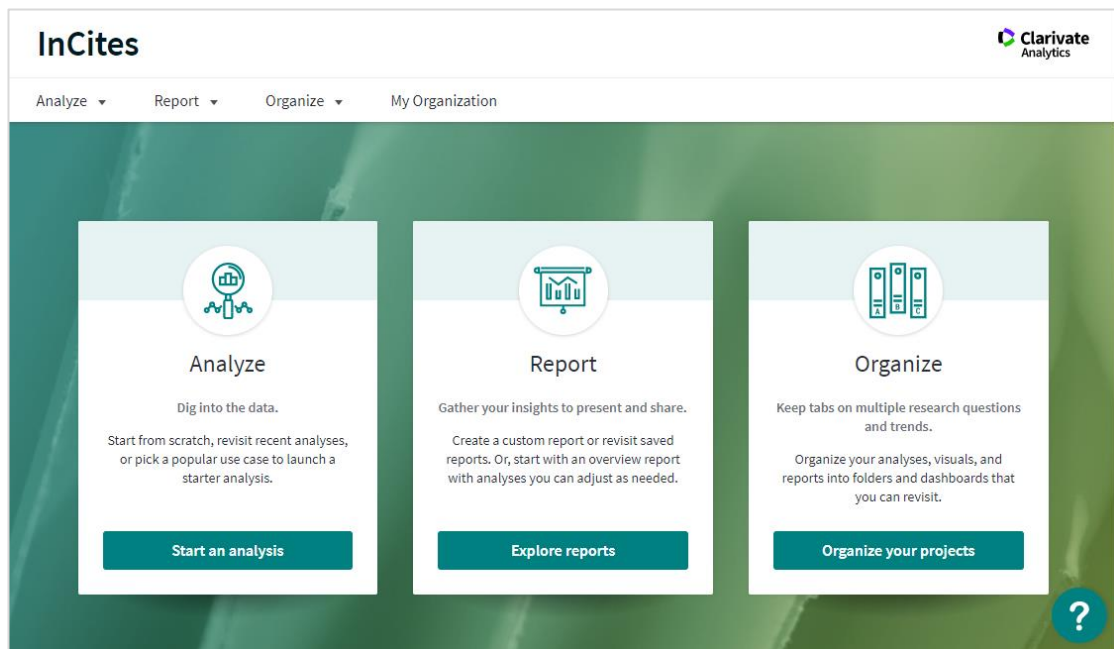 InCites
Clarivate
Analytics
Analyze
Report
Organize
My Organization
Analyze
Dig into the data.
Start from scratch, revisit recent analyses,
or pick a popular use case to launch a
starter analysis.
Start an analysis
Report
Gather your insights to present and share.
Create a custom report or revisit saved
reports. Or, start with an overview report
with analyses you can adjust as needed.
Explore reports
A
B
C
Organize
Keep tabs on multiple research questions
and trends.
Organize your analyses, visuals, and
reports into folders and dashboards that
you can revisit.
Organize your projects
?